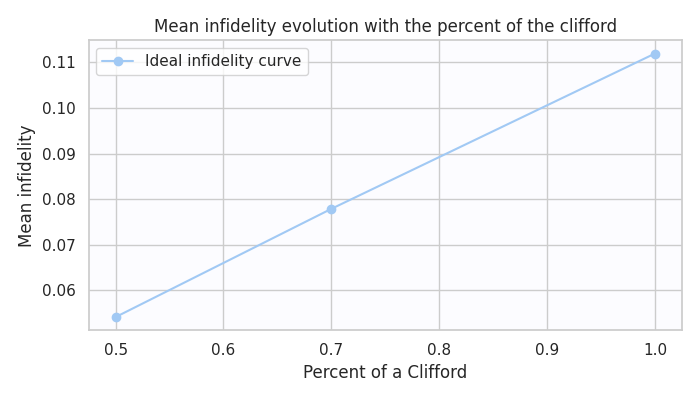 Mean infidelity evolution with the percent of the clifford
Ideal infidelity curve
Mean infidelity
0.11
0.10
0.09
0.08
0.07
0.06
0.5 0.6 0.7 0.8 0.9 1.0
Percent of a Clifford